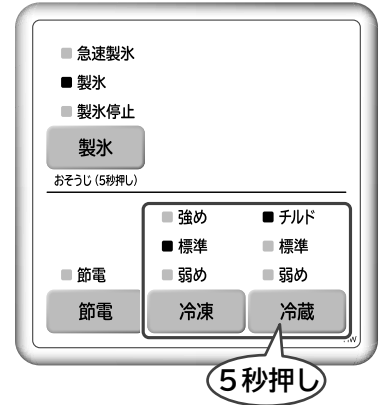 急速製氷
製氷
製氷停止
製氷
おそうじ(5秒押し)
強め
チルド
標準
標準
節電
弱め
弱め
節電
冷凍
冷蔵
5秒押し